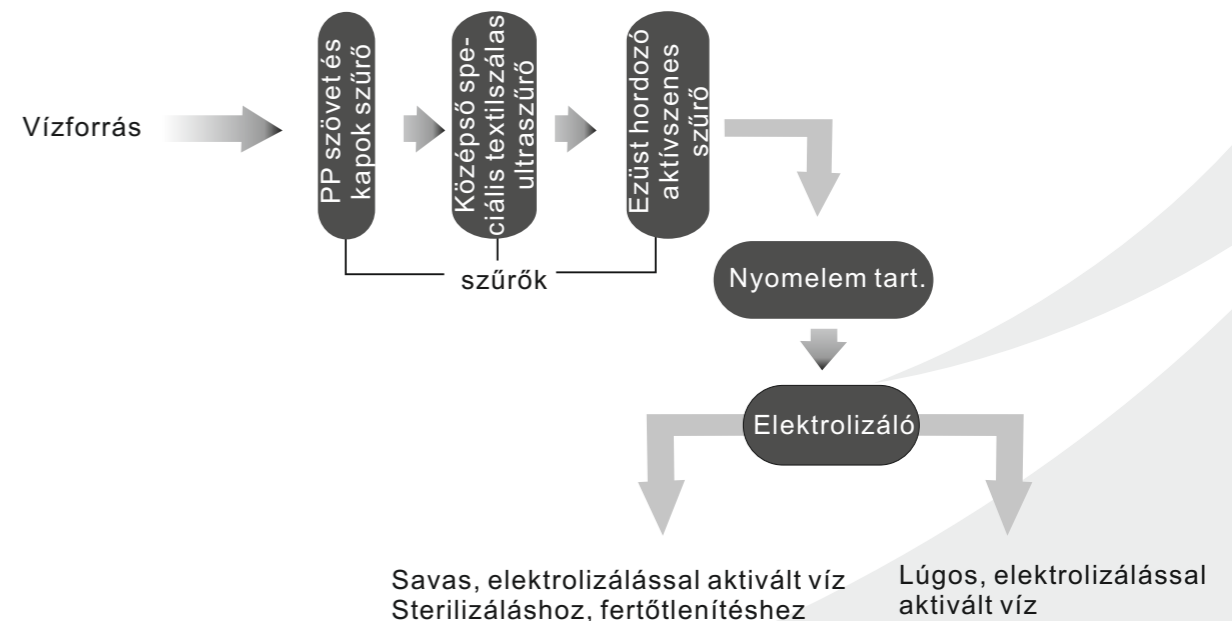 Vízforrás
PP szövet és
kapok szűrő
Középső spe-
ciális textilszálas
ultraszűrő
Ezüst hordozó
aktívszenes
szűrő
szűrők
Nyomelem tart.
Elektrolizáló
Savas, elektrolizálással aktivált víz
Sterilizáláshoz, fertőtlenítéshez
Lúgos, elektrolizálással
aktivált víz